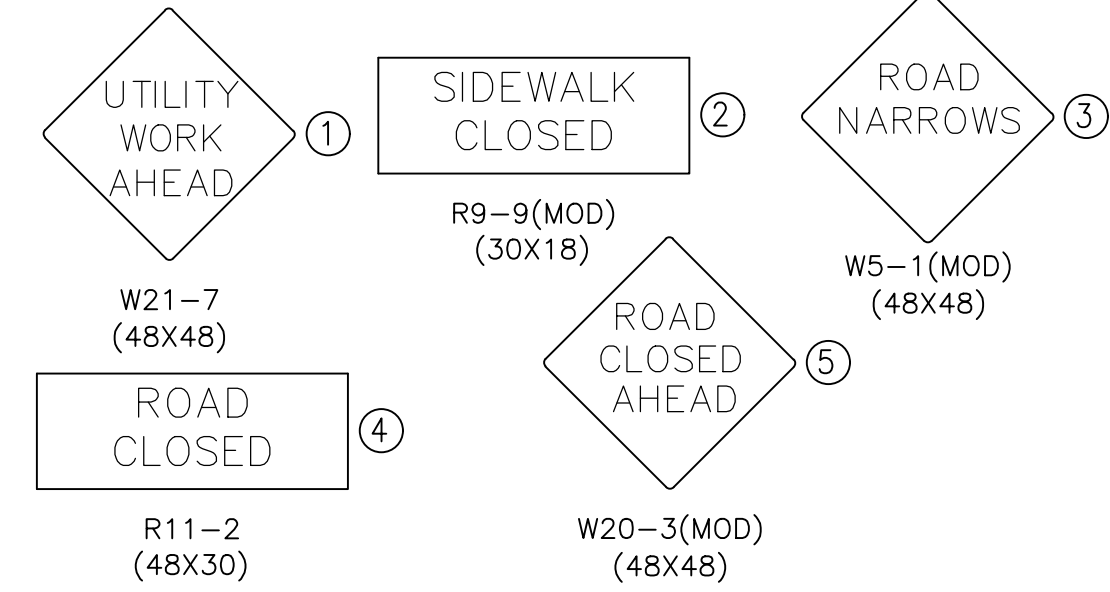 UTILITY
WORK
AHEAD
1
W21-7
(48X48)
SIDEWALK
CLOSED
2
R9-9(MOD)
(30X18)
ROAD
NARROWS
3
W5-1(MOD)
(48X48)
ROAD
CLOSED
4
R11-2
(48X30)
ROAD
CLOSED
AHEAD
5
W20-3(MOD)
(48X48)